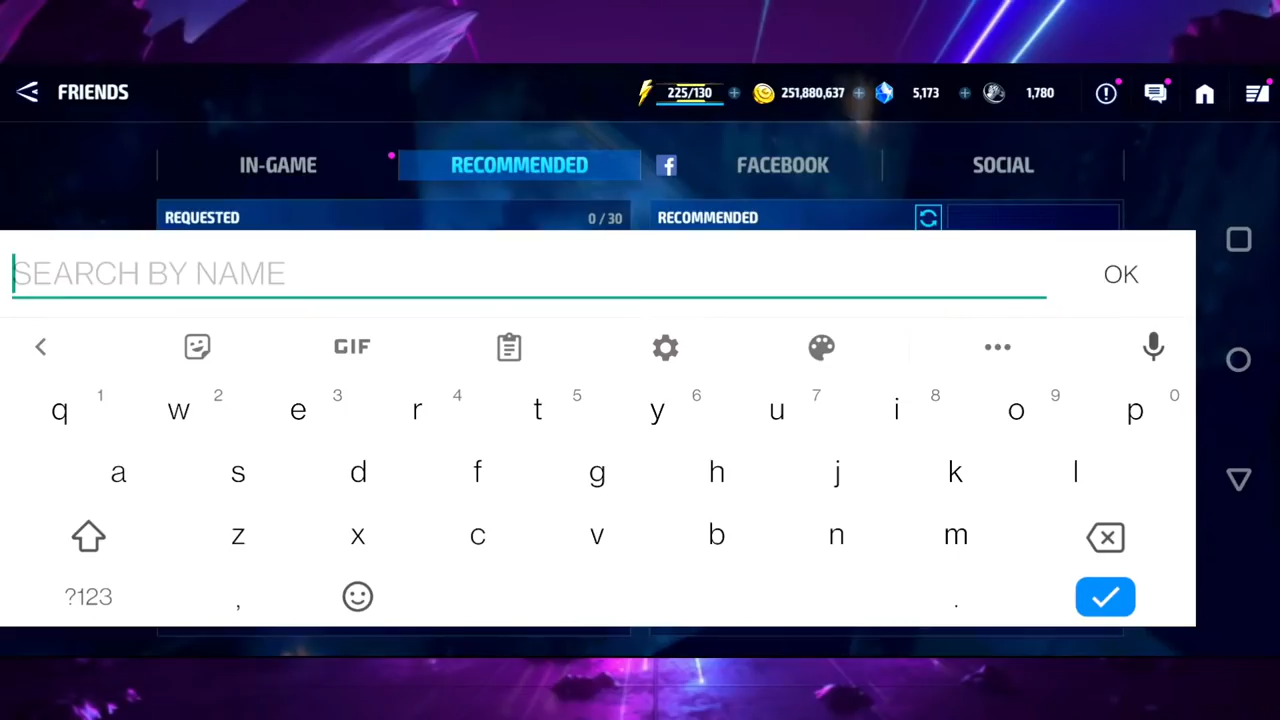 FRIENDS 225/130 251,880,637 5,173 1,780
IN-GAME RECOMMENDED f FACEBOOK SOCIAL
REQUESTED 0 / 30 RECOMMENDED
SEARCH BY NAME OK
GIF
q 1 w 2 e 3 r 4 t 5 y 6 u 7 i 8 o 9 p 0
a s d f g h j k l
z x c v b n m
?123 , .